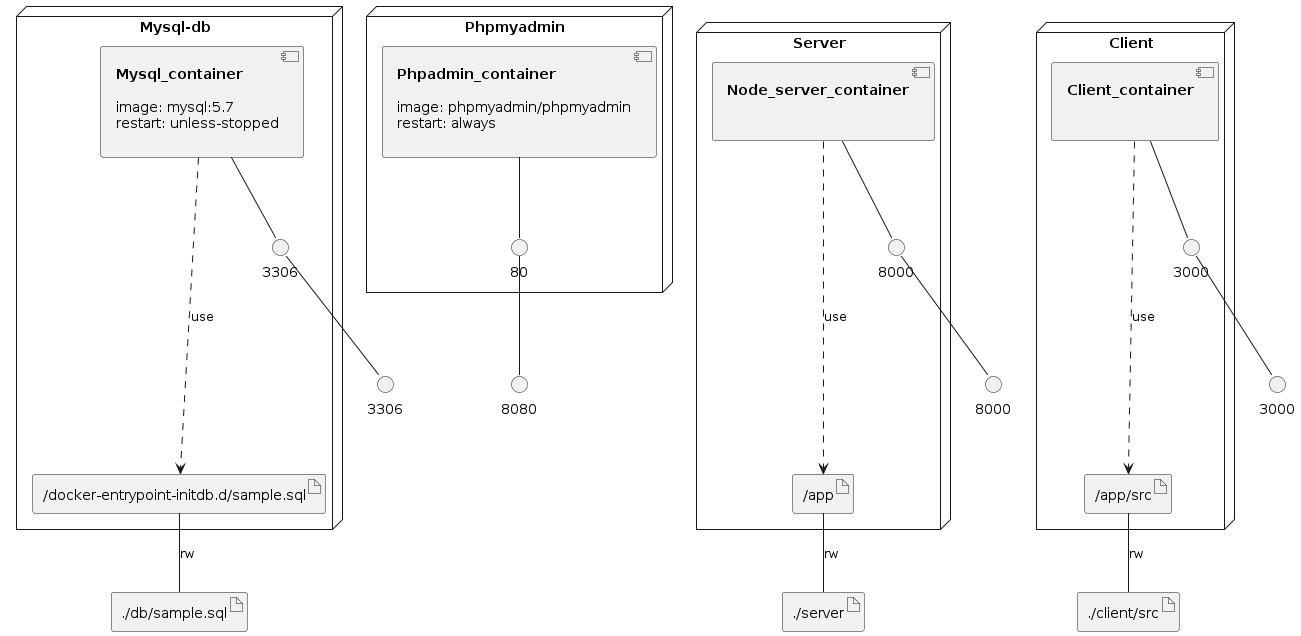 Mysql-db
Mysql_container
image: mysql:5.7
restart: unless-stopped
3306
use
3306
/docker-entrypoint-initdb.d/sample.sql
rw
./db/sample.sql
Phpmyadmin
Phpadmin_container
image: phpmyadmin/phpmyadmin
restart: always
80
8080
Server
Node_server_container
8000
use
8000
/app
rw
./server
Client
Client_container
3000
use
3000
/app/src
rw
./client/src